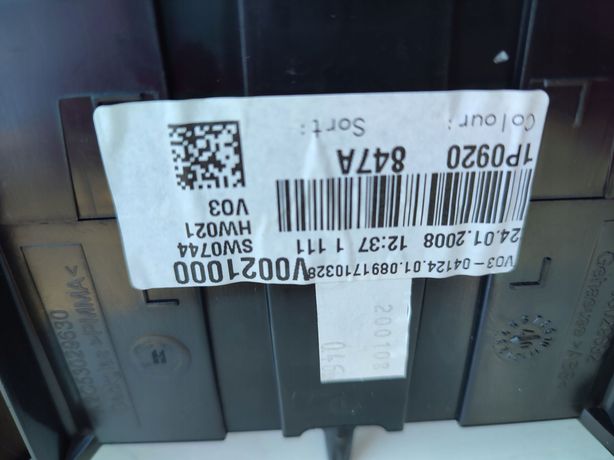 Colour: Sort:
1P0920 847A
24.01.2008 12:37 1 111
V03-04124.01.0891710328
V0021000
SW0744
HW021
V03
200108